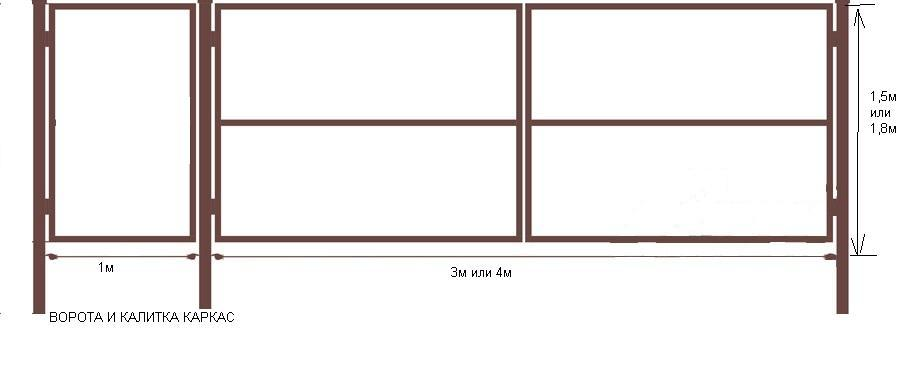 1,5м
или
1,8м
1м
3м или 4м
ВОРОТА И КАЛИТКА КАРКАС